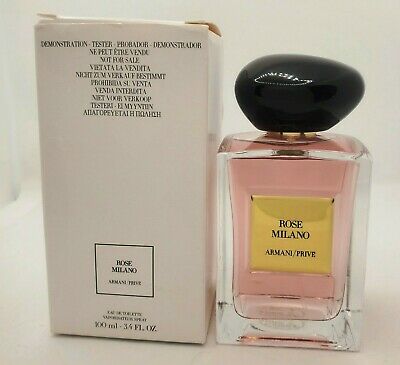 DEMONSTRATION - TESTER - PROBADOR - DEMONSTRADOR
NE PEUT ÊTRE VENDU
NOT FOR SALE
VIETATA LA VENDITA
NICHT ZUM VERKAUF BESTIMMT
PROHIBIDA SU VENTA
VENDA INTERDITA
NIET VOOR VERKOOP
TESTERI - EI MYYNTIIN
ΑΠΑΓΟΡΕΥΕΤΑΙ Η ΠΩΛΗΣΗ
ROSE
MILANO
ARMANI/PRIVÉ
EAU DE TOILETTE
VAPORISATEUR SPRAY
100 ml - 3.4 FL. OZ.
ROSE
MILANO
ARMANI/PRIVÉ